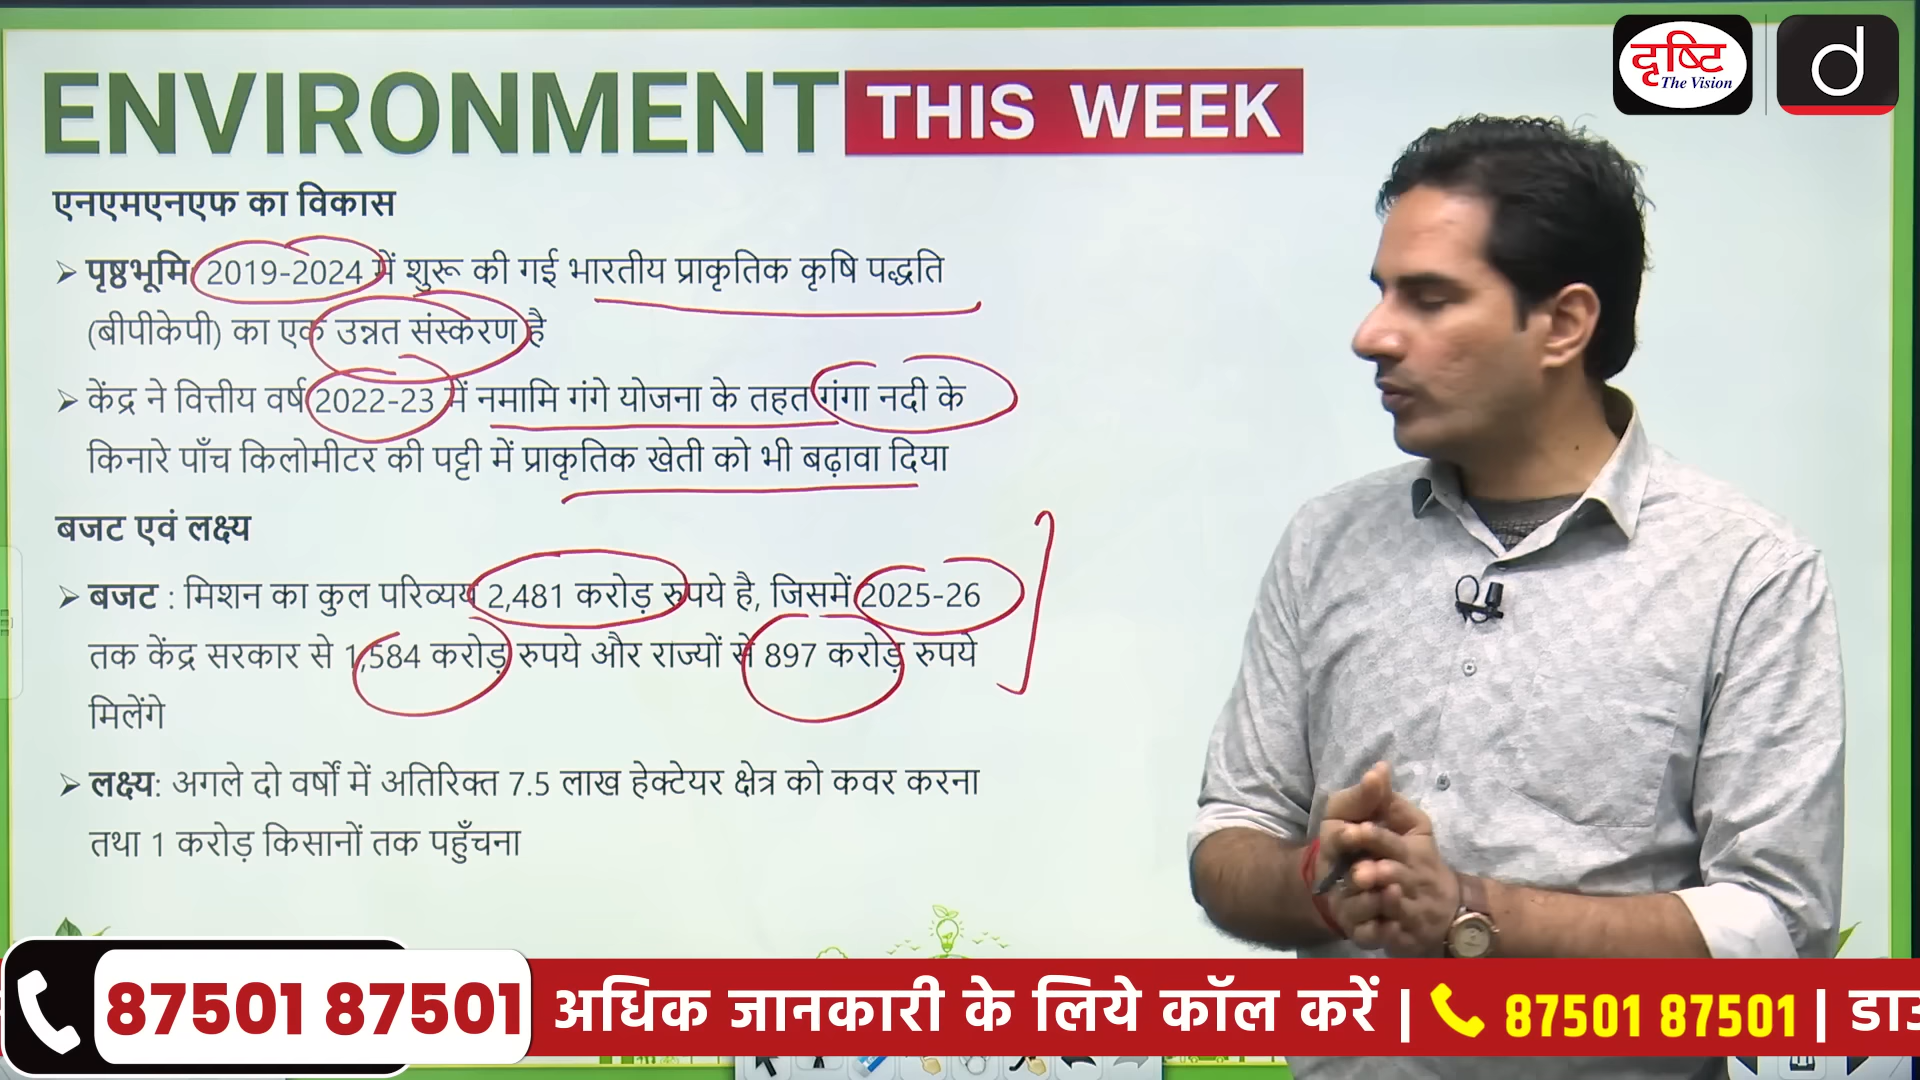 दृष्टि
The Vision
d
ENVIRONMENT THIS WEEK
एनएमएनएफ का विकास
➢ पृष्ठभूमि 2019-2024 में शुरू की गई भारतीय प्राकृतिक कृषि पद्धति
(बीपीकेपी) का एक उन्नत संस्करण है
➢ केंद्र ने वित्तीय वर्ष 2022-23 में नमामि गंगे योजना के तहत गंगा नदी के
किनारे पाँच किलोमीटर की पट्टी में प्राकृतिक खेती को भी बढ़ावा दिया
बजट एवं लक्ष्य
➢ बजट : मिशन का कुल परिव्यय 2,481 करोड़ रुपये है, जिसमें 2025-26
तक केंद्र सरकार से 1,584 करोड़ रुपये और राज्यों से 897 करोड़ रुपये
मिलेंगे
➢ लक्ष्य: अगले दो वर्षों में अतिरिक्त 7.5 लाख हेक्टेयर क्षेत्र को कवर करना
तथा 1 करोड़ किसानों तक पहुँचना
87501 87501 अधिक जानकारी के लिये कॉल करें | 87501 87501 |